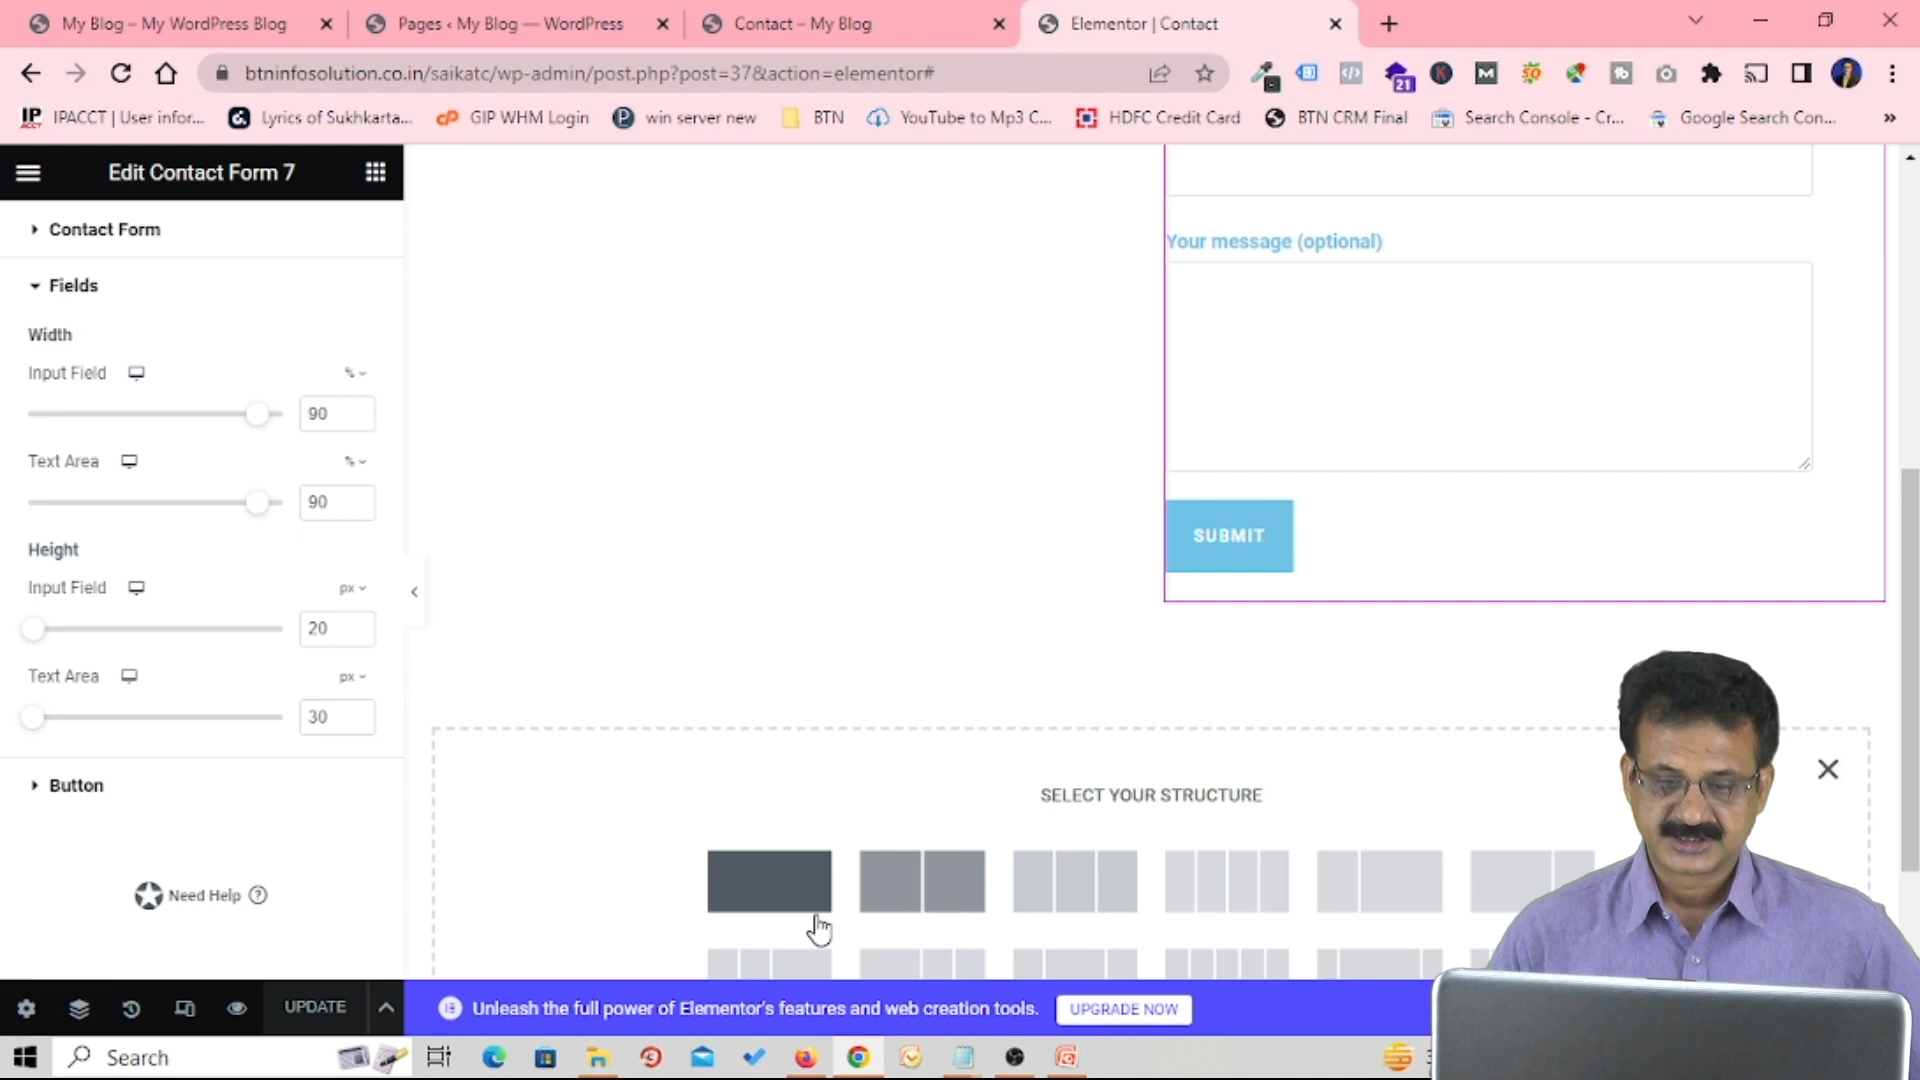 My Blog – My WordPress Blog
Pages ‹ My Blog — WordPress
Contact – My Blog
Elementor | Contact
btninfosolution.co.in/saikatc/wp-admin/post.php?post=37&action=elementor#
21
IPACCT | User infor...
Lyrics of Sukhkarta...
GIP WHM Login
win server new
BTN
YouTube to Mp3 C...
HDFC Credit Card
BTN CRM Final
Search Console - Cr...
Google Search Con...
Edit Contact Form 7
Contact Form
Fields
Width
Input Field
%
90
Text Area
%
90
Height
Input Field
px
20
Text Area
px
30
Button
Need Help
Your message (optional)
SUBMIT
SELECT YOUR STRUCTURE
UPDATE
Unleash the full power of Elementor's features and web creation tools.
UPGRADE NOW
Search